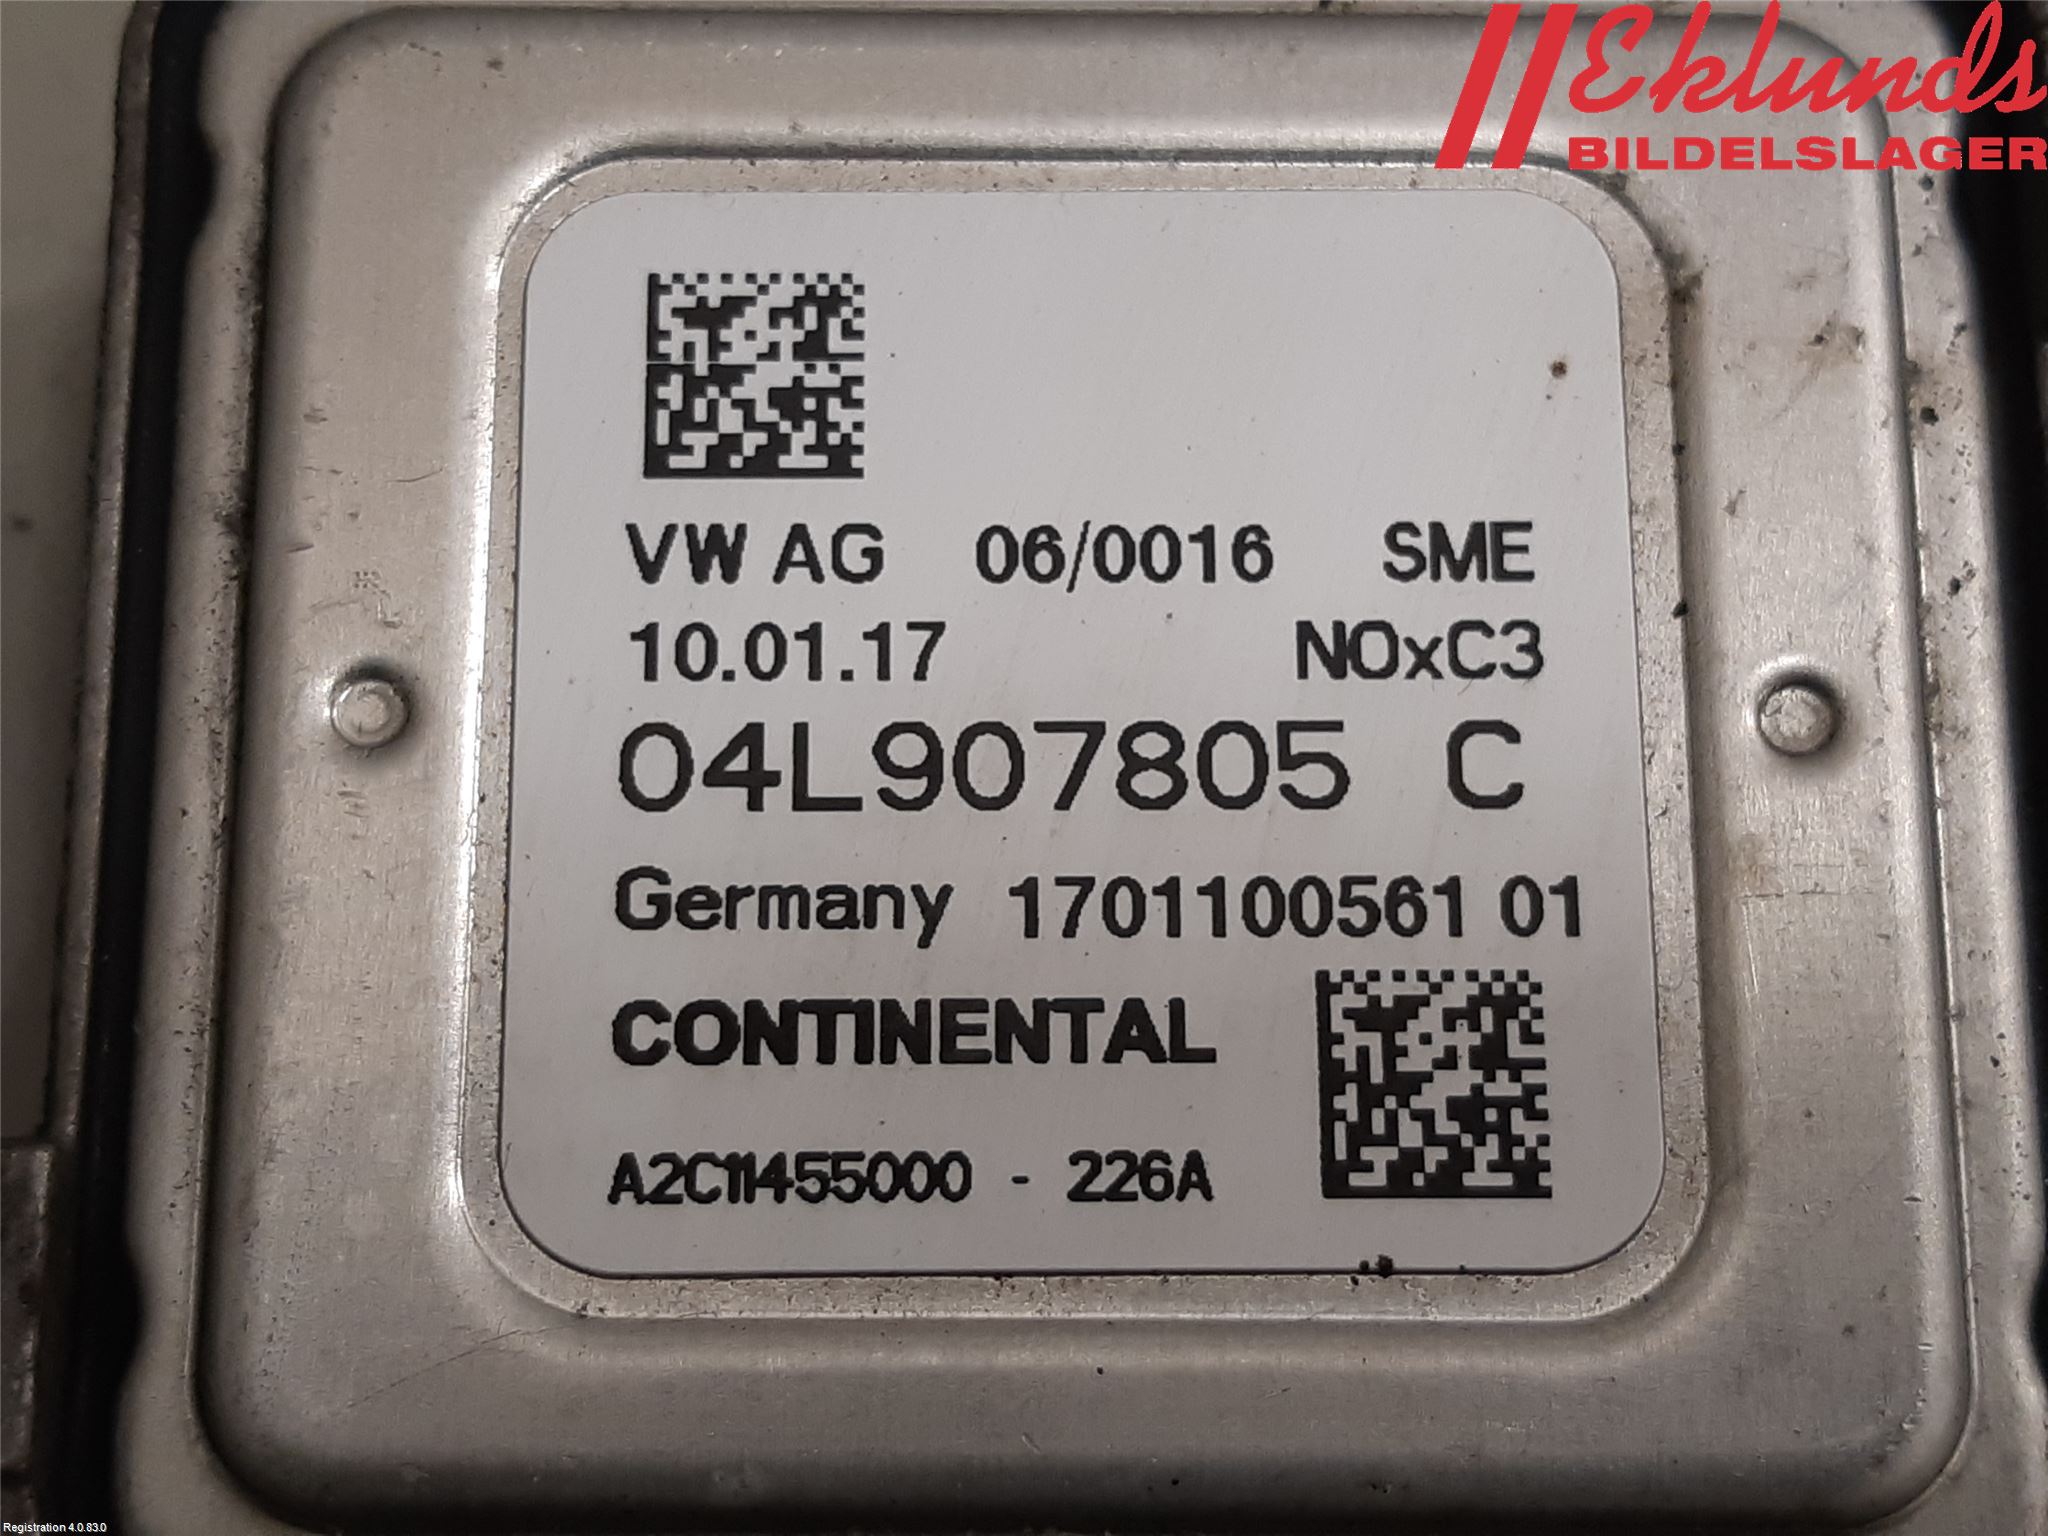 Eklunds
BILDELSLAGER
VW AG 06/0016 SME
10.01.17 NOxC3
04L907805 C
Germany 1701100561 01
CONTINENTAL
A2C11455000 - 226A
Registration 4.0.83.0